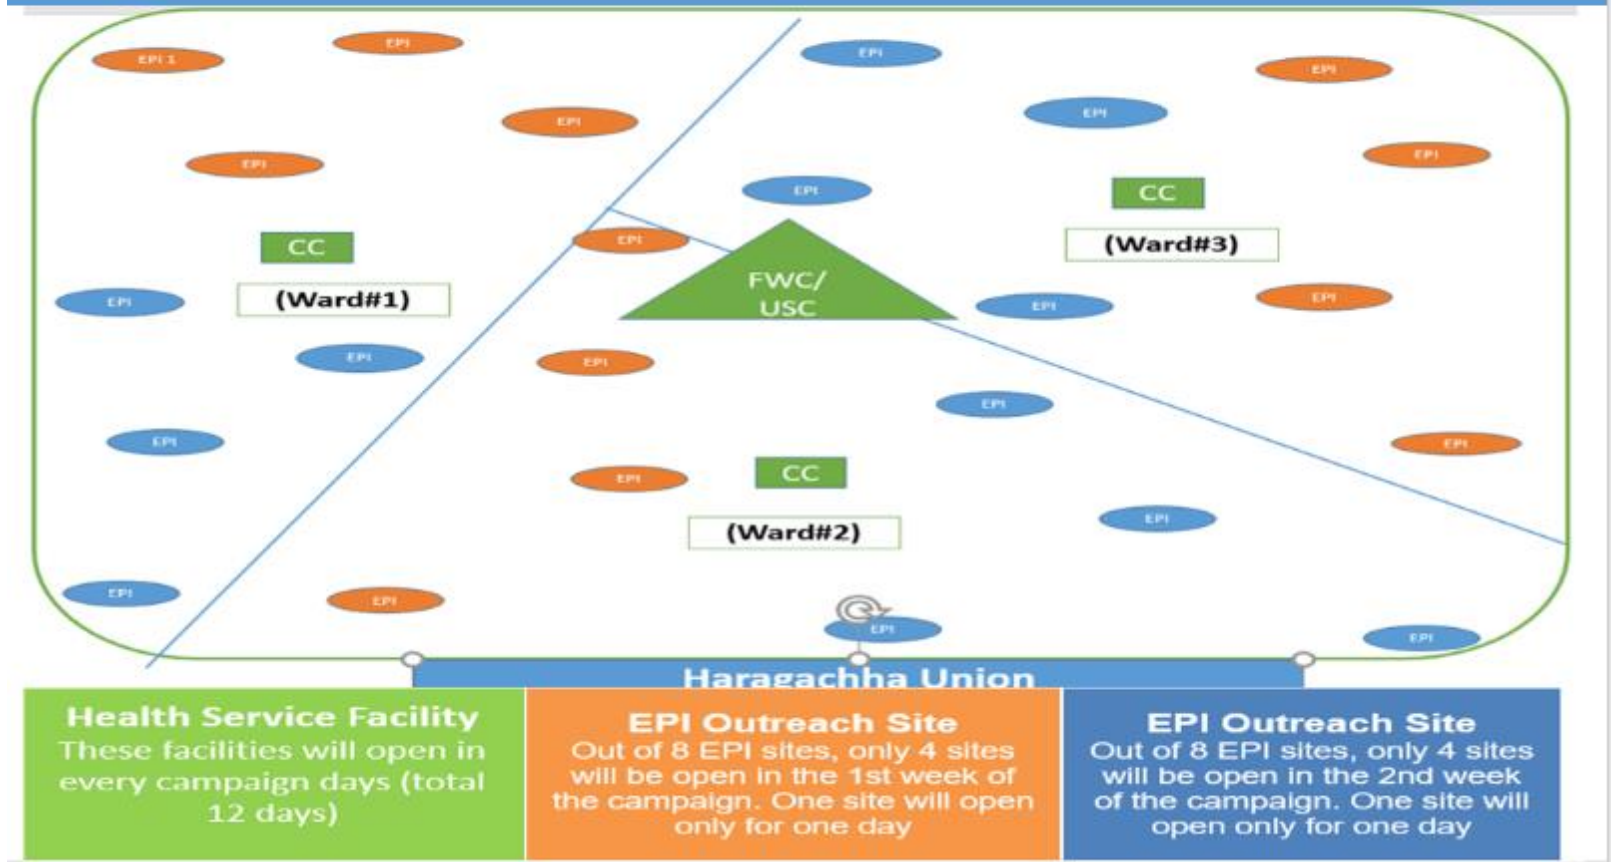 EPI 1
EPI
EPI
EPI
EPI
EPI
EPI
EPI
EPI
CC
CC
(Ward#3)
EPI
EPI
(Ward#1)
FWC/
USC
EPI
EPI
EPI
EPI
EPI
EPI
EPI
EPI
CC
EPI
EPI
(Ward#2)
EPI
EPI
EPI
EPI
Haragachha Union
Health Service Facility
These facilities will open in
every campaign days (total
12 days)
EPI Outreach Site
Out of 8 EPI sites, only 4 sites
will be open in the 1st week of
the campaign. One site will open
only for one day
EPI Outreach Site
Out of 8 EPI sites, only 4 sites
will be open in the 2nd week
of the campaign. One site will
open only for one day